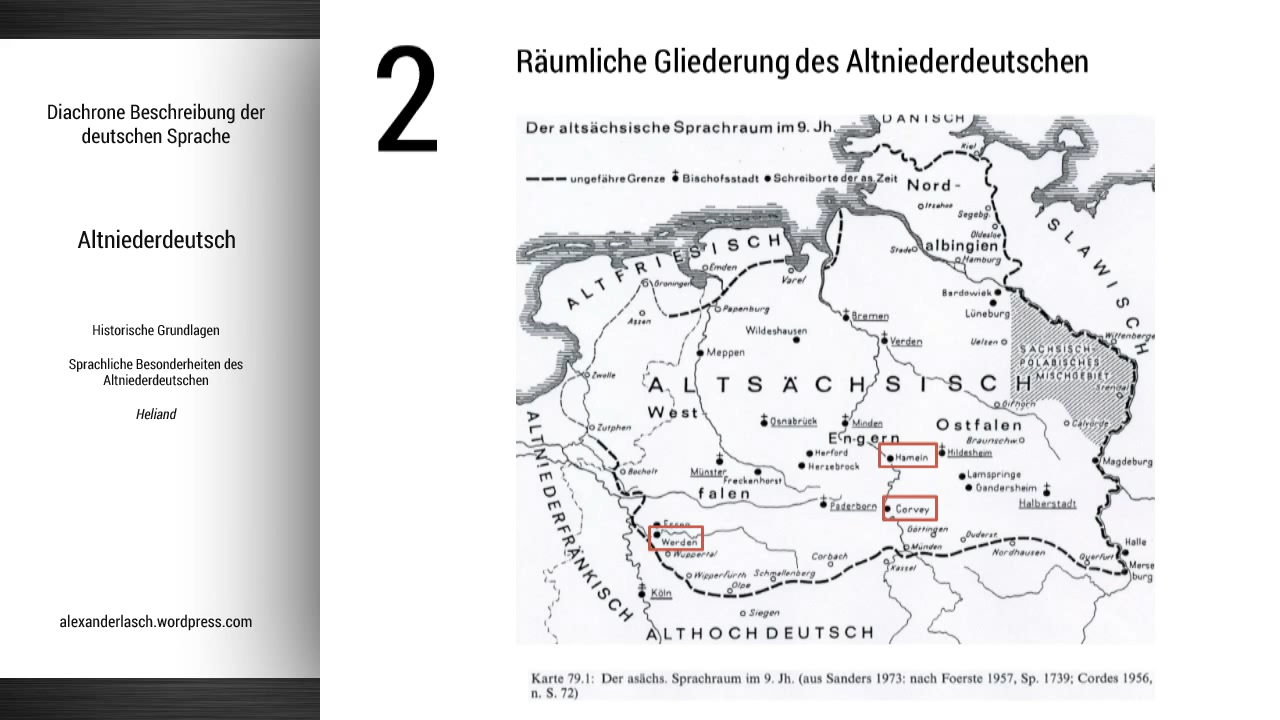 Diachrone Beschreibung der
deutschen Sprache
Altniederdeutsch
Historische Grundlagen
Sprachliche Besonderheiten des
Altniederdeutschen
Heliand
alexanderlasch.wordpress.com
2
Räumliche Gliederung des Altniederdeutschen
Der altsächsische Sprachraum im 9. Jh.
DÄNISCH
Kiel
ungefähre Grenze
Bischofsstadt
Schreiborte der as. Zeit
Nord-
Itzehoe
Segebg.
Oldesloe
SLAWISCH
Stade
albingien
Hamburg
ALTFRIESISCH
Emden
Varel
Groningen
Bardowiek
Assen
Papenburg
Lüneburg
Bremen
Wildeshausen
Wittenberge
Verden
Uelzen
Meppen
SÄCHSISCH-
POLABISCHES
MISCHGEBIET
Zwolle
ALTSÄCHSISCH
Stendal
Gifhorn
West
Osnabrück
Minden
Ostfalen
Calvörde
Zutphen
Engern
Braunschw.
ALTNIEDERFRÄNKISCH
Herford
Hameln
Hildesheim
Magdeburg
Herzebrock
Bocholt
Münster
Freckenhorst
Lamspringe
Gandersheim
falen
Halberstadt
Paderborn
Corvey
Essen
Göttingen
Werden
Duderst.
Halle
Wuppertal
Münden
Nordhausen
Corbach
Querfurt
Merse
burg
Kassel
Wipperfürth
Schmallenberg
Olpe
Köln
Siegen
ALTHOCHDEUTSCH
Karte 79.1: Der asächs. Sprachraum im 9. Jh. (aus Sanders 1973: nach Foerste 1957, Sp. 1739; Cordes 1956,
n. S. 72)